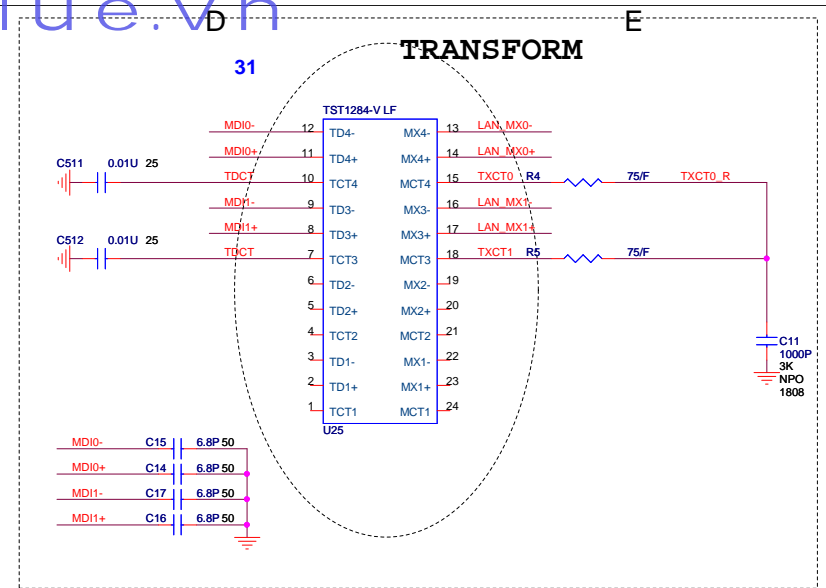 D
E
TRANSFORM
31
TST1284-V LF
MDI0- 12 TD4- MX4- 13 LAN_MX0-
MDI0+ 11 TD4+ MX4+ 14 LAN_MX0+
C511 0.01U 25 TDCT 10 TCT4 MCT4 15 TXCT0 R4 75/F TXCT0_R
MDI1- 9 TD3- MX3- 16 LAN_MX1-
MDI1+ 8 TD3+ MX3+ 17 LAN_MX1+
C512 0.01U 25 TDCT 7 TCT3 MCT3 18 TXCT1 R5 75/F
6 TD2- MX2- 19
5 TD2+ MX2+ 20
4 TCT2 MCT2 21
3 TD1- MX1- 22
2 TD1+ MX1+ 23
1 TCT1 MCT1 24
U25
C11
1000P
3K
NPO
1808
MDI0- C15 6.8P 50
MDI0+ C14 6.8P 50
MDI1- C17 6.8P 50
MDI1+ C16 6.8P 50